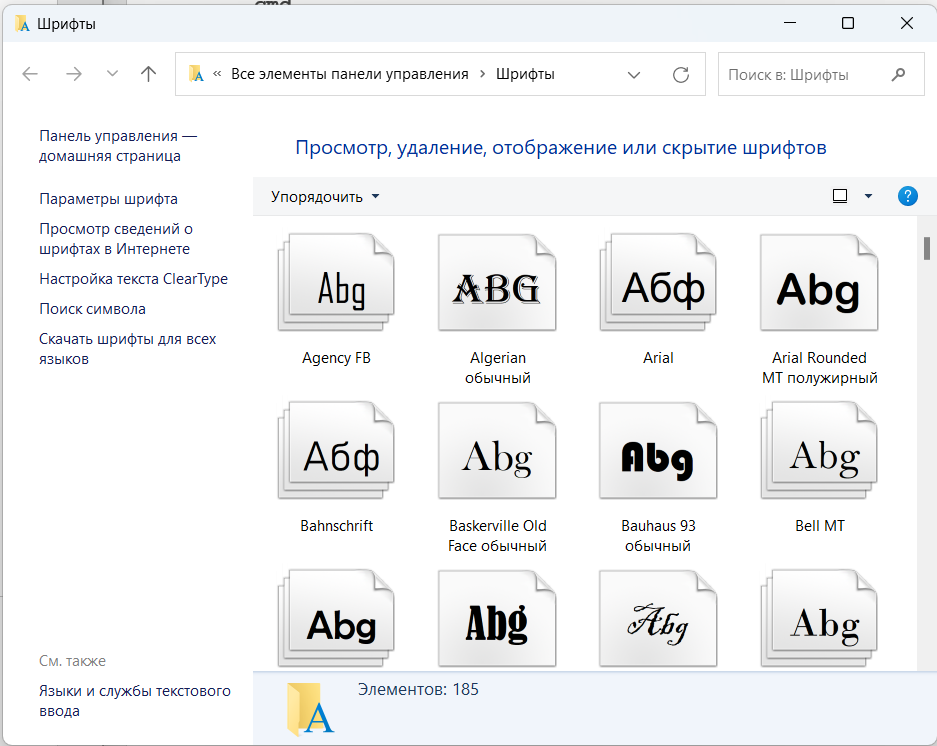 Шрифты
« Все элементы панели управления › Шрифты
Поиск в: Шрифты
Панель управления —
домашняя страница
Параметры шрифта
Просмотр сведений о
шрифтах в Интернете
Настройка текста ClearType
Поиск символа
Скачать шрифты для всех
языков
См. также
Языки и службы текстового
ввода
Просмотр, удаление, отображение или скрытие шрифтов
Упорядочить
?
Abg ABG Абф Abg
Agency FB Algerian Arial Arial Rounded
обычный MT полужирный
Абф Abg Abg Abg
Bahnschrift Baskerville Old Bauhaus 93 Bell MT
Face обычный обычный
Abg Abg Abg Abg
Элементов: 185